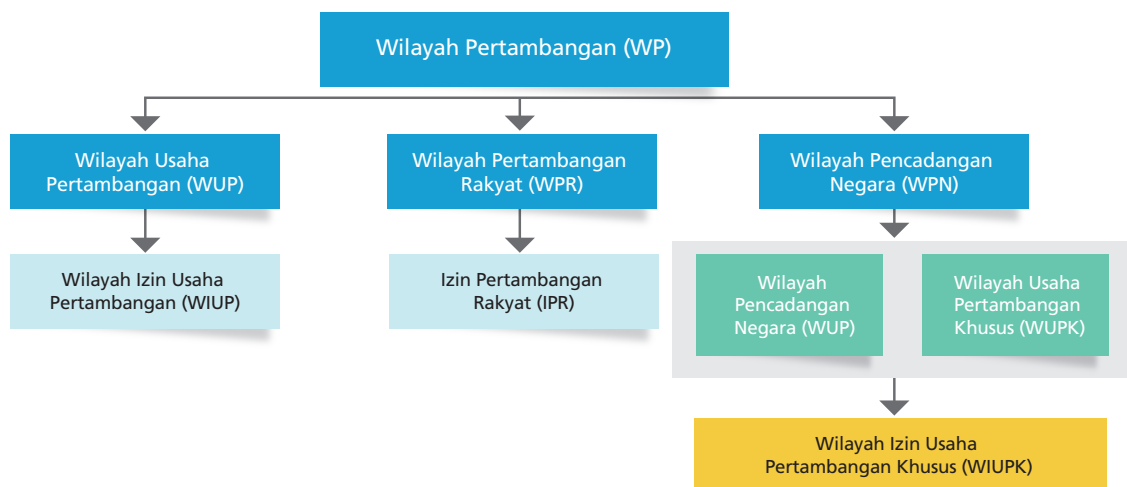 Wilayah Pertambangan (WP)
Wilayah Usaha
Pertambangan (WUP)
Wilayah Pertambangan
Rakyat (WPR)
Wilayah Pencadangan
Negara (WPN)
Wilayah Izin Usaha
Pertambangan (WIUP)
Izin Pertambangan
Rakyat (IPR)
Wilayah
Pencadangan
Negara (WUP)
Wilayah Usaha
Pertambangan
Khusus (WUPK)
Wilayah Izin Usaha
Pertambangan Khusus (WIUPK)